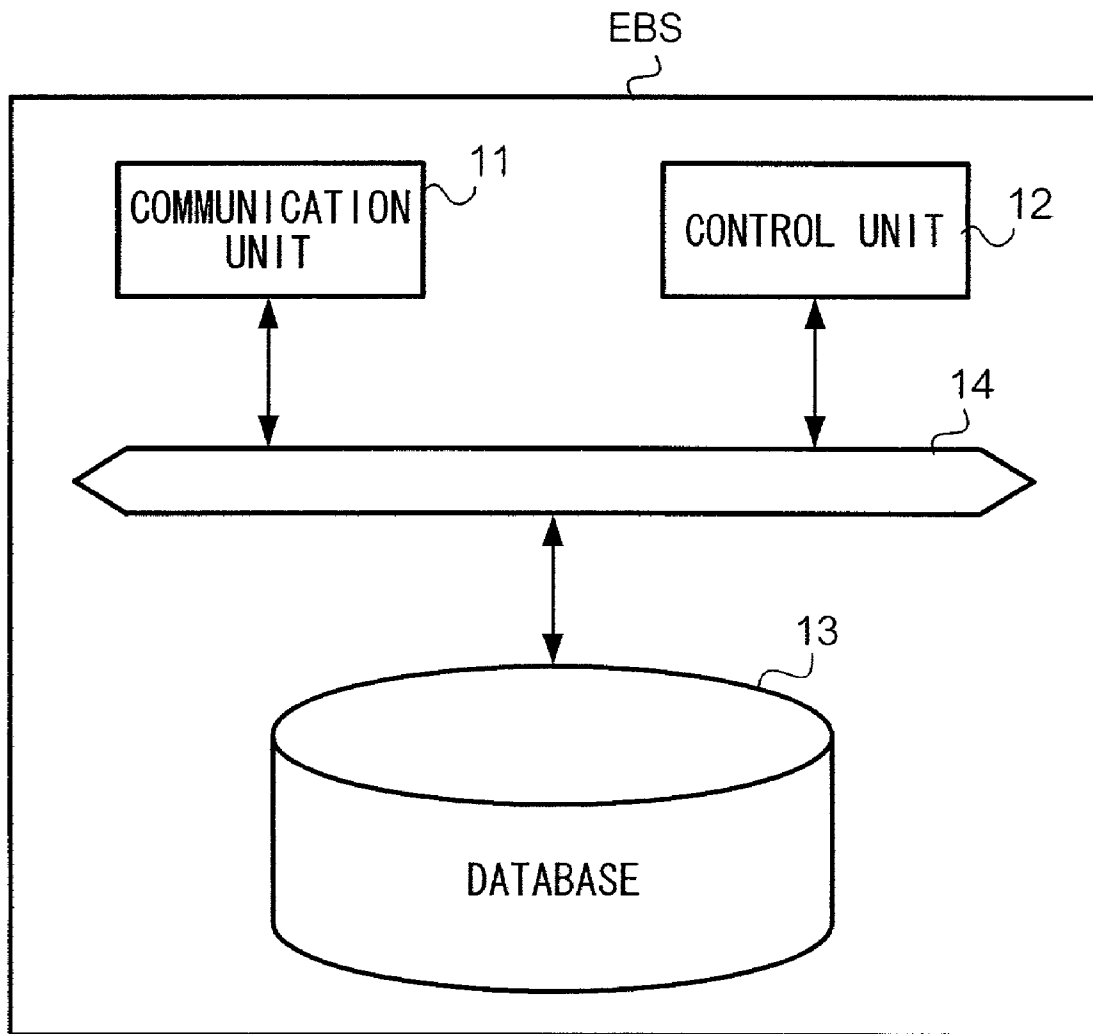 EBS
COMMUNICATION
UNIT
11
CONTROL UNIT
12
14
13
DATABASE